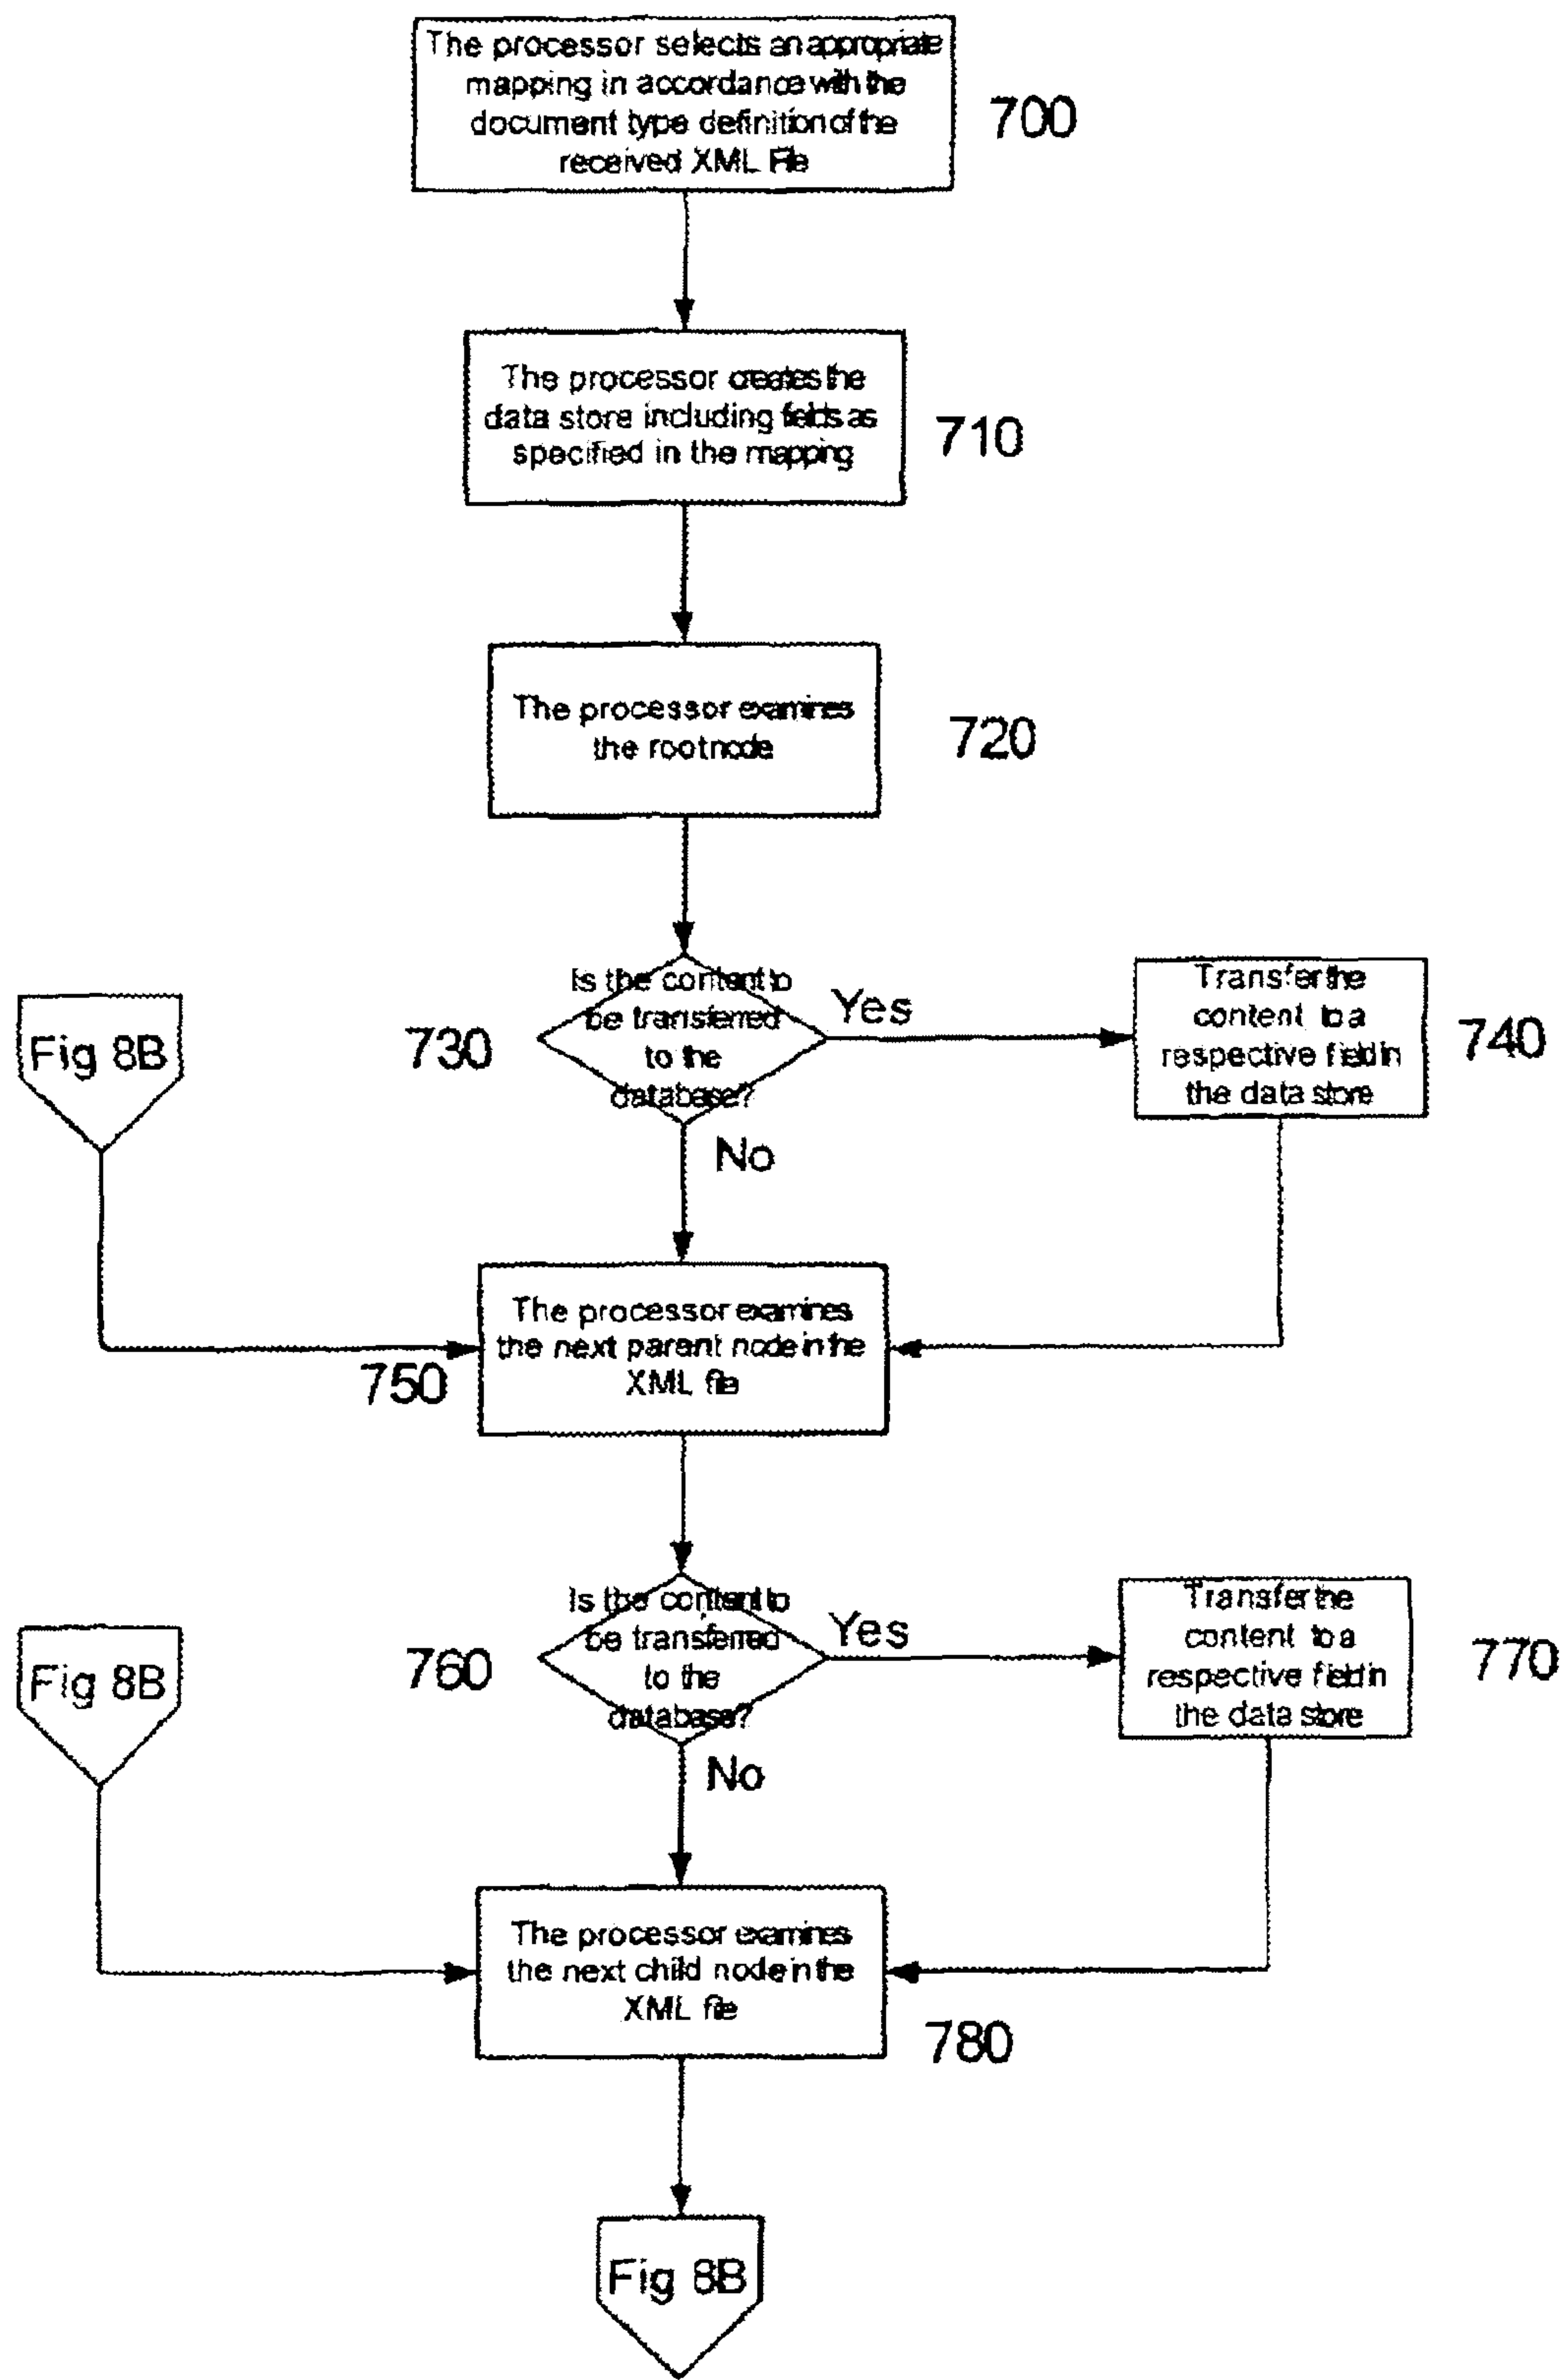 The processor selects an appropriate
mapping in accordance with the
document type definition of the
received XML File
700
The processor creates the
data store including fields as
specified in the mapping
710
The processor examines
the root node
720
Is the content to
be transferred
to the
database?
730
Yes
Transfer the
content to a
respective field in
the data store
740
Fig 8B
No
The processor examines
the next parent node in the
XML file
750
Is the content to
be transferred
to the
database?
760
Yes
Transfer the
content to a
respective field in
the data store
770
Fig 8B
No
The processor examines
the next child node in the
XML file
780
Fig 8B